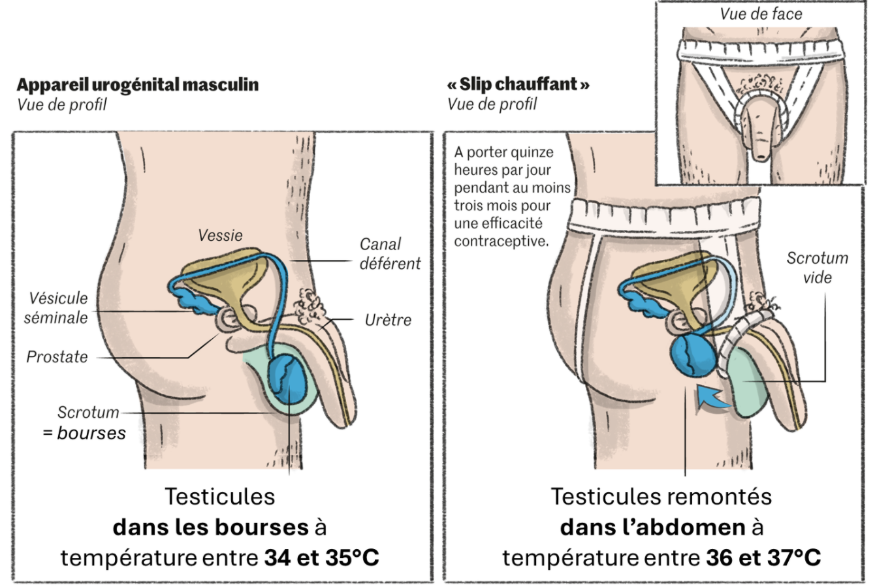 Vue de face
Appareil urogénital masculin
Vue de profil
« Slip chauffant »
Vue de profil
Vessie
Canal
déférent
Vésicule
séminale
Urètre
Prostate
Scrotum
= bourses
Testicules
dans les bourses à
température entre 34 et 35°C
A porter quinze
heures par jour
pendant au moins
trois mois pour
une efficacité
contraceptive.
Scrotum
vide
Testicules remontés
dans l’abdomen à
température entre 36 et 37°C